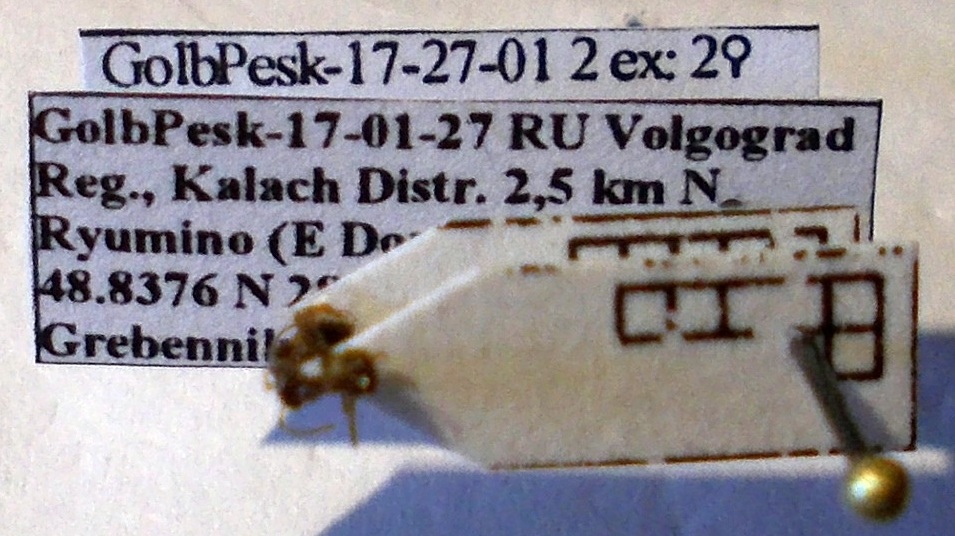 GolbPesk-17-27-01 2 ex: 2♀
GolbPesk-17-01-27 RU Volgograd
Reg., Kalach Distr. 2,5 km N
Ryumino (E
48.8376 N